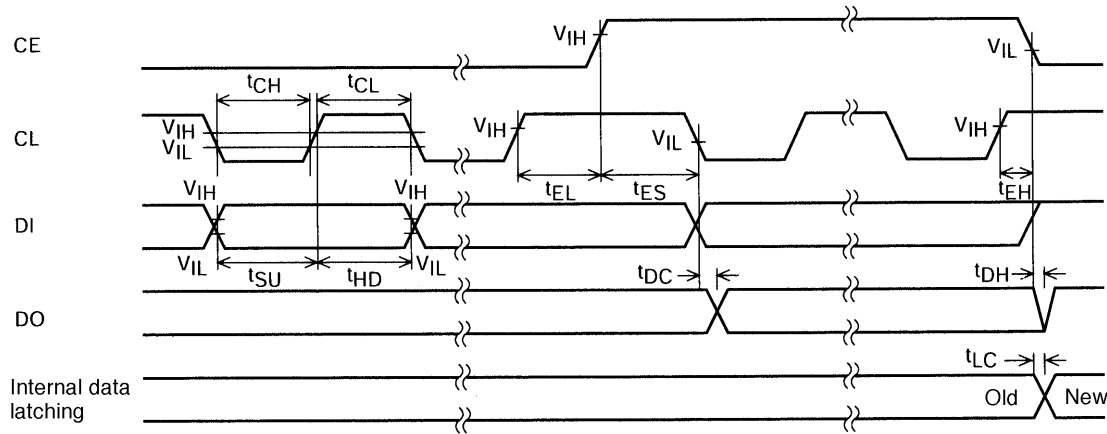 CE
VIH
VIL
tCH
tCL
CL
VIH
VIL
VIH
VIL
VIH
tEL
tES
tEH
DI
VIH
VIL
VIH
VIL
tSU
tHD
tDC
tDH
DO
tLC
Internal data
latching
Old
New